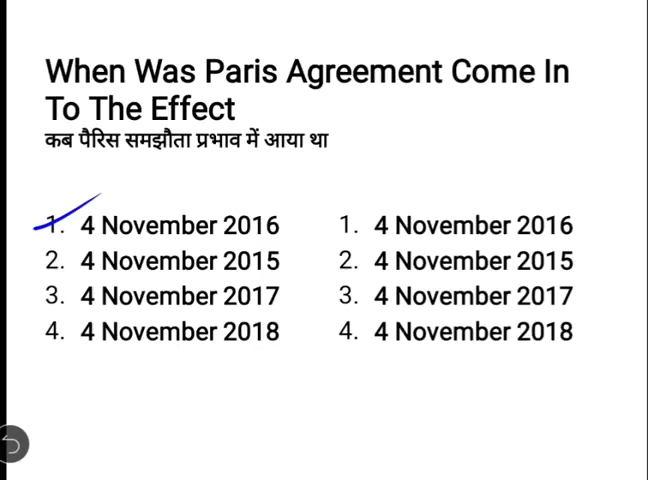 When Was Paris Agreement Come In
To The Effect
कब पैरिस समझौता प्रभाव में आया था
1. 4 November 2016
2. 4 November 2015
3. 4 November 2017
4. 4 November 2018
1. 4 November 2016
2. 4 November 2015
3. 4 November 2017
4. 4 November 2018